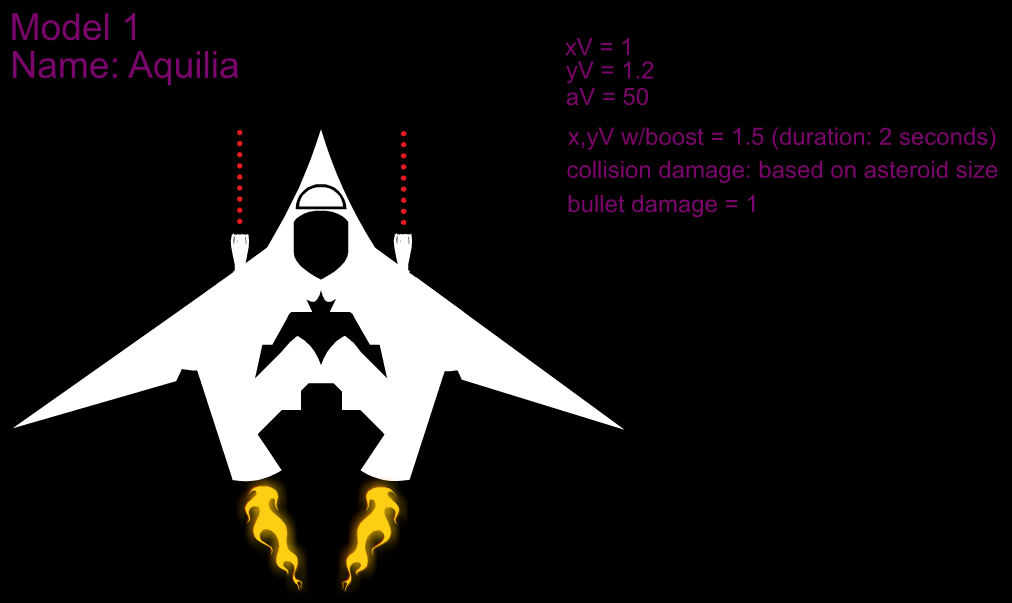 Model 1
Name: Aquilia
xV = 1
yV = 1.2
aV = 50
x,yV w/boost = 1.5 (duration: 2 seconds)
collision damage: based on asteroid size
bullet damage = 1